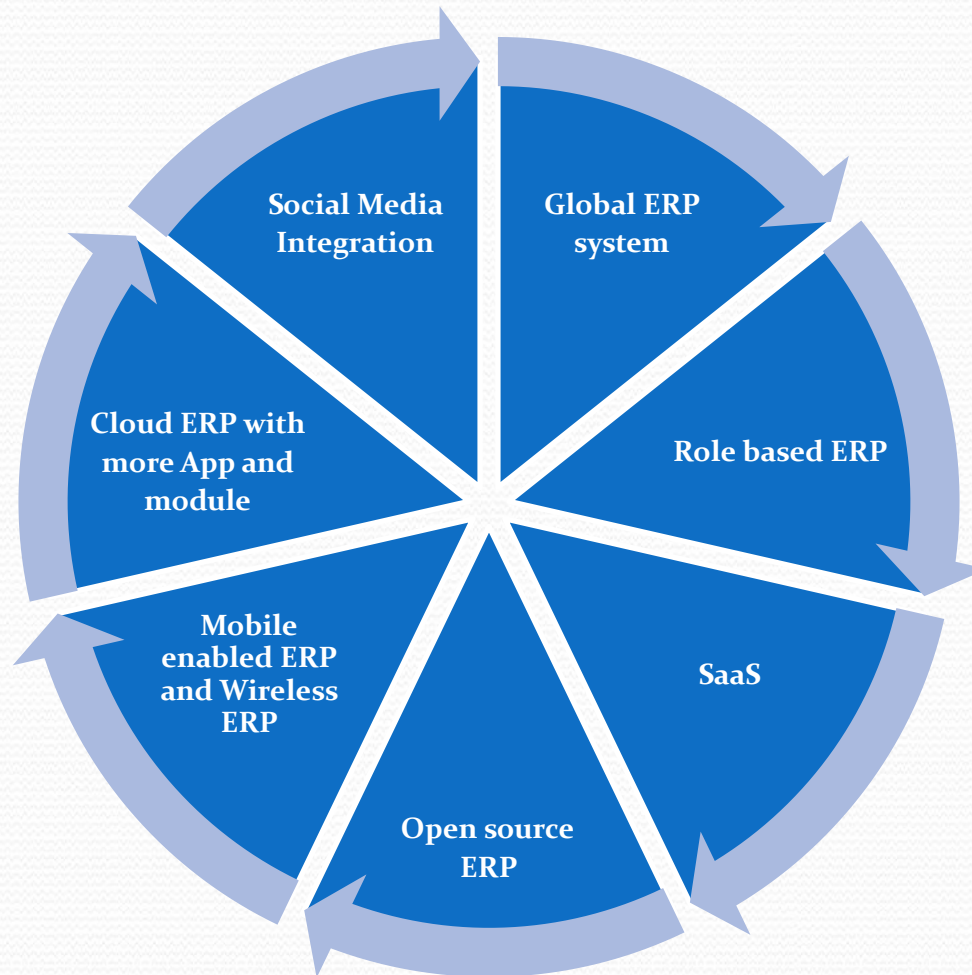 Social Media
Integration
Global ERP
system
Role based ERP
SaaS
Open source
ERP
Mobile
enabled ERP
and Wireless
ERP
Cloud ERP with
more App and
module